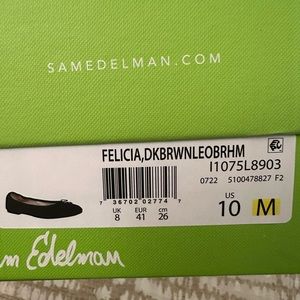 SAMEDELMAN.COM
FELICIA,DKBRWNLEOBRHM
I1075L8903
0722 5100478827 F2
7 36702 02774 7
UK EUR CM
8 41 26
US
10 M
m Edelman